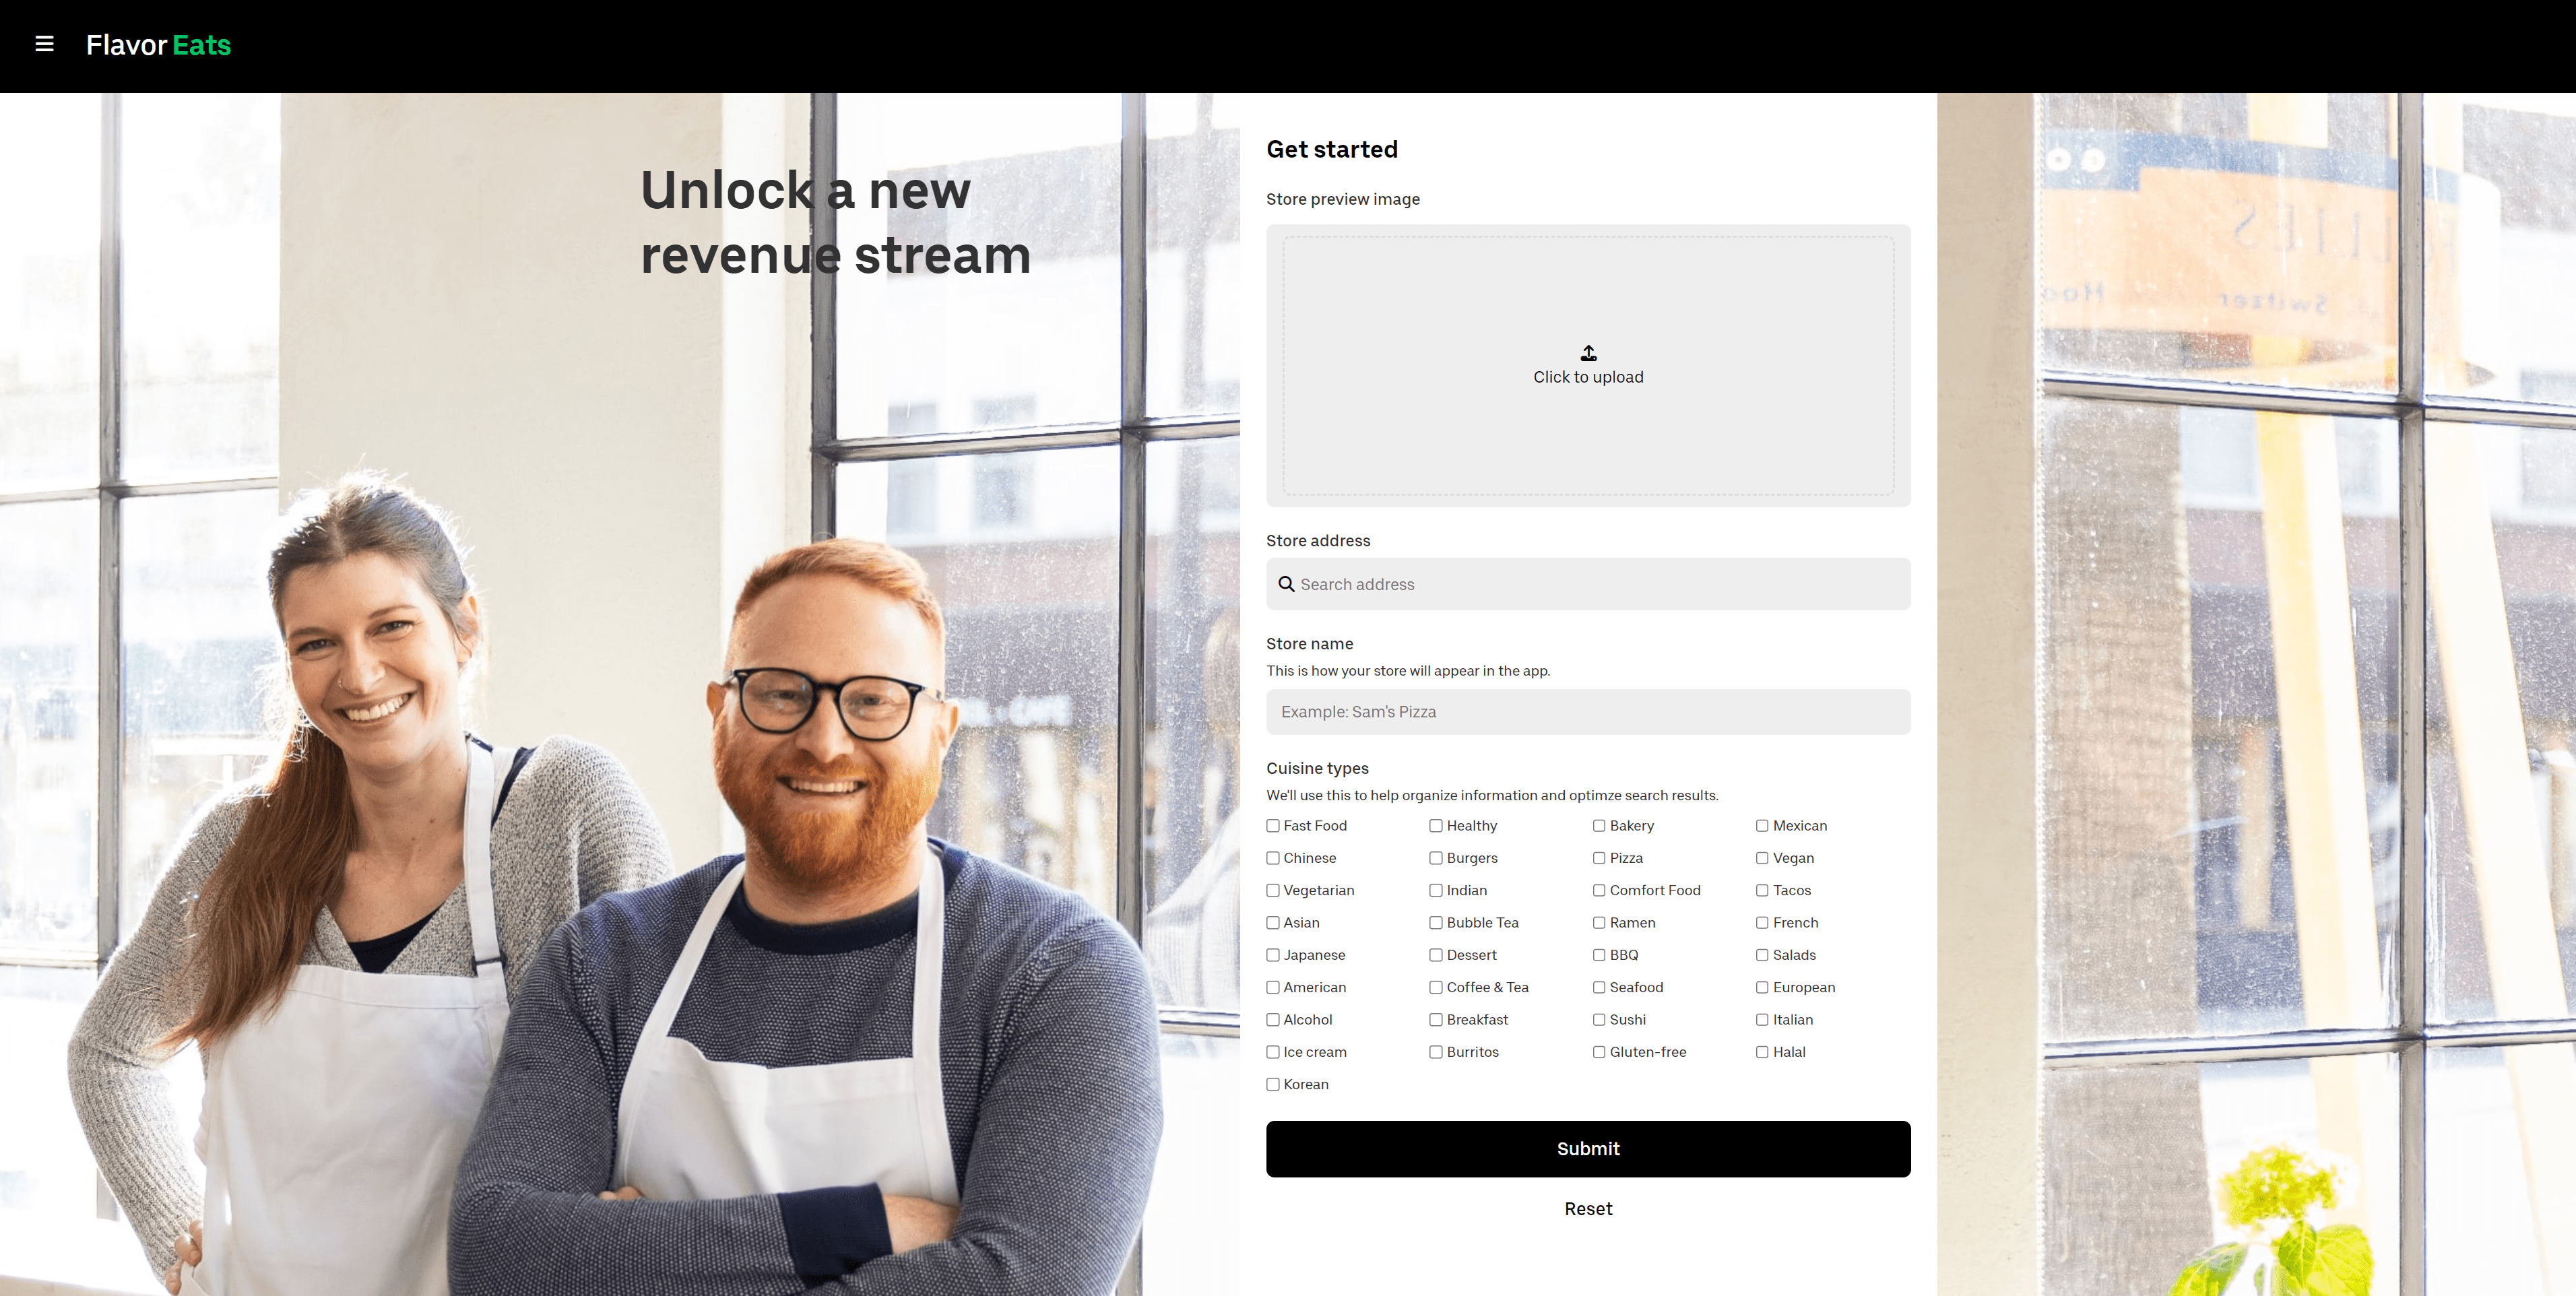 Flavor Eats
Unlock a new
revenue stream
Get started
Store preview image
Click to upload
Store address
Search address
Store name
This is how your store will appear in the app.
Example: Sam's Pizza
Cuisine types
We'll use this to help organize information and optimze search results.
Fast Food Healthy Bakery Mexican
Chinese Burgers Pizza Vegan
Vegetarian Indian Comfort Food Tacos
Asian Bubble Tea Ramen French
Japanese Dessert BBQ Salads
American Coffee & Tea Seafood European
Alcohol Breakfast Sushi Italian
Ice cream Burritos Gluten-free Halal
Korean
Submit
Reset